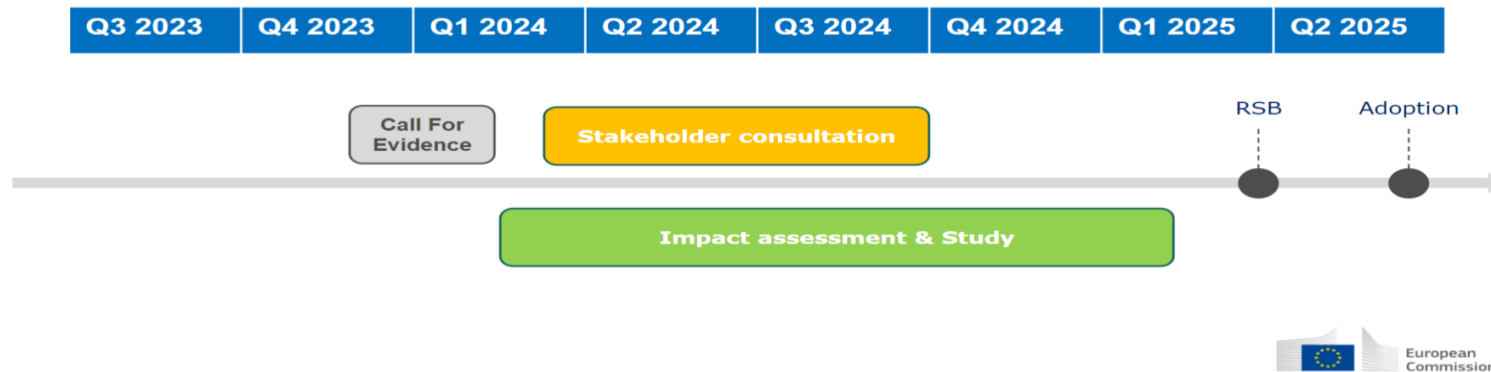 Q3 2023 Q4 2023 Q1 2024 Q2 2024 Q3 2024 Q4 2024 Q1 2025 Q2 2025
RSB Adoption
Call For
Evidence
Stakeholder consultation
Impact assessment & Study
European
Commission